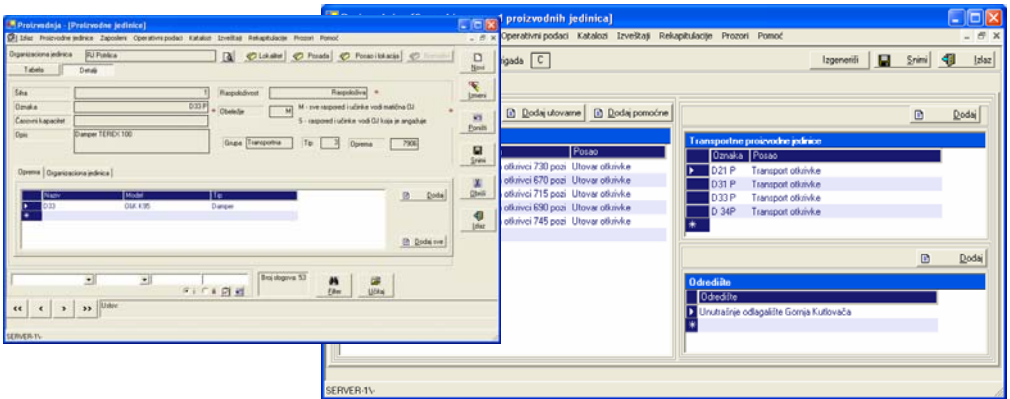 Proizvodnja - [Proizvodne jedinice]
Izlaz Proizvodne jedinice Zaposleni Operativni podaci Katalozi Izveštaji Rekapitulacije Prozori Pomoć
Organizaciona jedinica RJ Površica
Lokalitet Posada Posao i lokacija
Tabela Detalji
Šifra 1 Raspoloživost Raspoloživa *
Oznaka D33 P * Obeležje M M - sve raspored i učinke vodi matična OJ *
Časovni kapacitet S - raspored i učinke vodi OJ koja je angažuje
Opis Damper TEREX 100
Grupa Transportna Tip 3 Oprema 7906
Oprema Organizaciona jedinica
Naziv Model Tip
D33 O&K K95 Damper
Dodaj
Dodaj sve
Novi
Izmeni
Poništi
Snimi
Obriši
Izlaz
Broj slogova: 53
Filter Učitaj
i ili
Uslov:
SERVER-1\-
proizvodnih jedinica]
Operativni podaci Katalozi Izveštaji Rekapitulacije Prozori Pomoć
igada C Izgeneriši Snimi Izlaz
Dodaj utovarne Dodaj pomoćne Dodaj
Posao
otkrivci 730 pozi Utovar otkrivke
otkrivci 670 pozi Utovar otkrivke
otkrivci 715 pozi Utovar otkrivke
otkrivci 690 pozi Utovar otkrivke
otkrivci 745 pozi Utovar otkrivke
Transportne proizvodne jedinice
Oznaka Posao
D21 P Transport otkrivke
D31 P Transport otkrivke
D33 P Transport otkrivke
D 34P Transport otkrivke
Dodaj
Odredište
Odredište
Unutrašnje odlagalište Gornja Kutlovača
SERVER-1\-